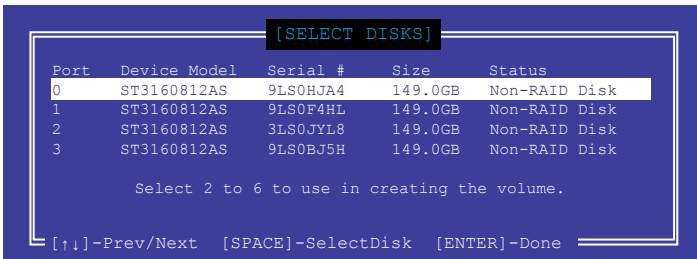 [SELECT DISKS]
Port Device Model Serial # Size Status
0 ST3160812AS 9LS0HJA4 149.0GB Non-RAID Disk
1 ST3160812AS 9LS0F4HL 149.0GB Non-RAID Disk
2 ST3160812AS 3LS0JYL8 149.0GB Non-RAID Disk
3 ST3160812AS 9LS0BJ5H 149.0GB Non-RAID Disk
Select 2 to 6 to use in creating the volume.
[↑↓]-Prev/Next [SPACE]-SelectDisk [ENTER]-Done